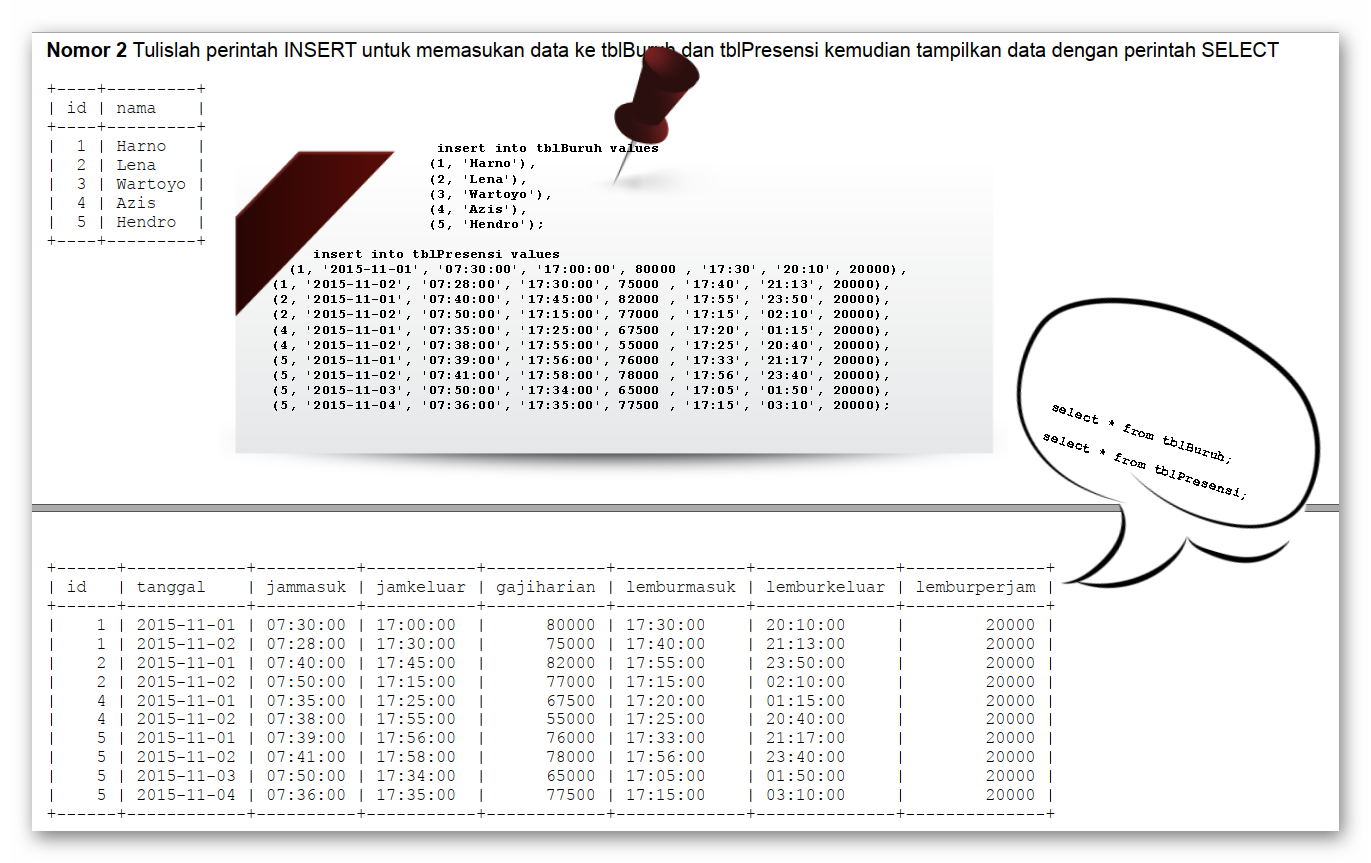 Nomor 2 Tulislah perintah INSERT untuk memasukan data ke tblBuruh dan tblPresensi kemudian tampilkan data dengan perintah SELECT
+----+---------+
| id | nama    |
+----+---------+
|  1 | Harno   |
|  2 | Lena    |
|  3 | Wartoyo |
|  4 | Azis    |
|  5 | Hendro  |
+----+---------+
insert into tblBuruh values
(1, 'Harno'),
(2, 'Lena'),
(3, 'Wartoyo'),
(4, 'Azis'),
(5, 'Hendro');
insert into tblPresensi values
(1, '2015-11-01', '07:30:00', '17:00:00', 80000 , '17:30', '20:10', 20000),
(1, '2015-11-02', '07:28:00', '17:30:00', 75000 , '17:40', '21:13', 20000),
(2, '2015-11-01', '07:40:00', '17:45:00', 82000 , '17:55', '23:50', 20000),
(2, '2015-11-02', '07:50:00', '17:15:00', 77000 , '17:15', '02:10', 20000),
(4, '2015-11-01', '07:35:00', '17:25:00', 67500 , '17:20', '01:15', 20000),
(4, '2015-11-02', '07:38:00', '17:55:00', 55000 , '17:25', '20:40', 20000),
(5, '2015-11-01', '07:39:00', '17:56:00', 76000 , '17:33', '21:17', 20000),
(5, '2015-11-02', '07:41:00', '17:58:00', 78000 , '17:56', '23:40', 20000),
(5, '2015-11-03', '07:50:00', '17:34:00', 65000 , '17:05', '01:50', 20000),
(5, '2015-11-04', '07:36:00', '17:35:00', 77500 , '17:15', '03:10', 20000);
select * from tblBuruh;
select * from tblPresensi;
+------+------------+----------+-----------+------------+-------------+--------------+--------------+
| id   | tanggal    | jammasuk | jamkeluar | gajiharian | lemburmasuk | lemburkeluar | lemburperjam |
+------+------------+----------+-----------+------------+-------------+--------------+--------------+
|    1 | 2015-11-01 | 07:30:00 | 17:00:00  |      80000 | 17:30:00    | 20:10:00     |        20000 |
|    1 | 2015-11-02 | 07:28:00 | 17:30:00  |      75000 | 17:40:00    | 21:13:00     |        20000 |
|    2 | 2015-11-01 | 07:40:00 | 17:45:00  |      82000 | 17:55:00    | 23:50:00     |        20000 |
|    2 | 2015-11-02 | 07:50:00 | 17:15:00  |      77000 | 17:15:00    | 02:10:00     |        20000 |
|    4 | 2015-11-01 | 07:35:00 | 17:25:00  |      67500 | 17:20:00    | 01:15:00     |        20000 |
|    4 | 2015-11-02 | 07:38:00 | 17:55:00  |      55000 | 17:25:00    | 20:40:00     |        20000 |
|    5 | 2015-11-01 | 07:39:00 | 17:56:00  |      76000 | 17:33:00    | 21:17:00     |        20000 |
|    5 | 2015-11-02 | 07:41:00 | 17:58:00  |      78000 | 17:56:00    | 23:40:00     |        20000 |
|    5 | 2015-11-03 | 07:50:00 | 17:34:00  |      65000 | 17:05:00    | 01:50:00     |        20000 |
|    5 | 2015-11-04 | 07:36:00 | 17:35:00  |      77500 | 17:15:00    | 03:10:00     |        20000 |
+------+------------+----------+-----------+------------+-------------+--------------+--------------+